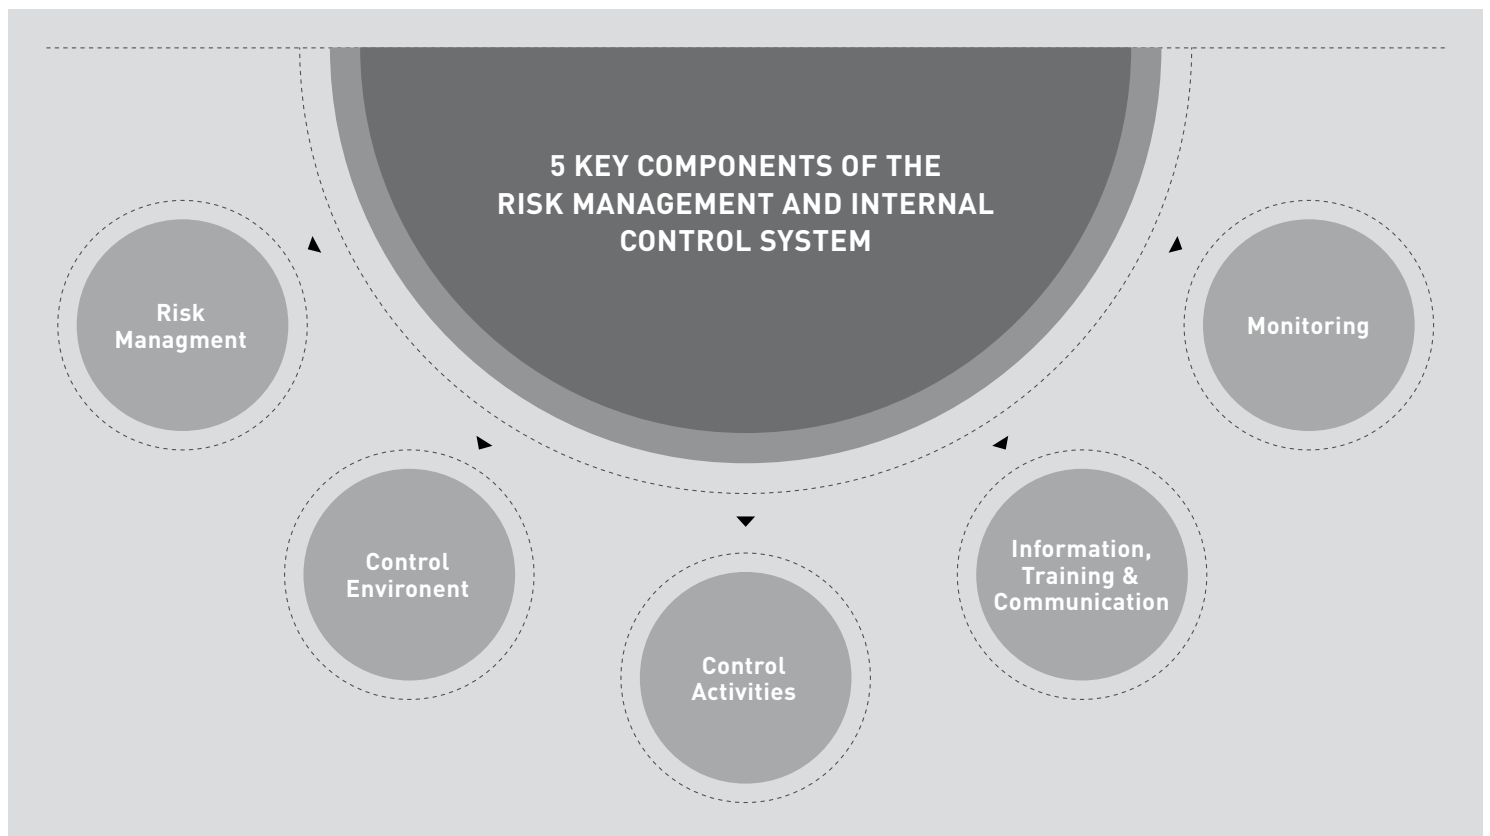 5 KEY COMPONENTS OF THE
RISK MANAGEMENT AND INTERNAL
CONTROL SYSTEM
Risk
Managment
Control
Environent
Control
Activities
Information,
Training &
Communication
Monitoring